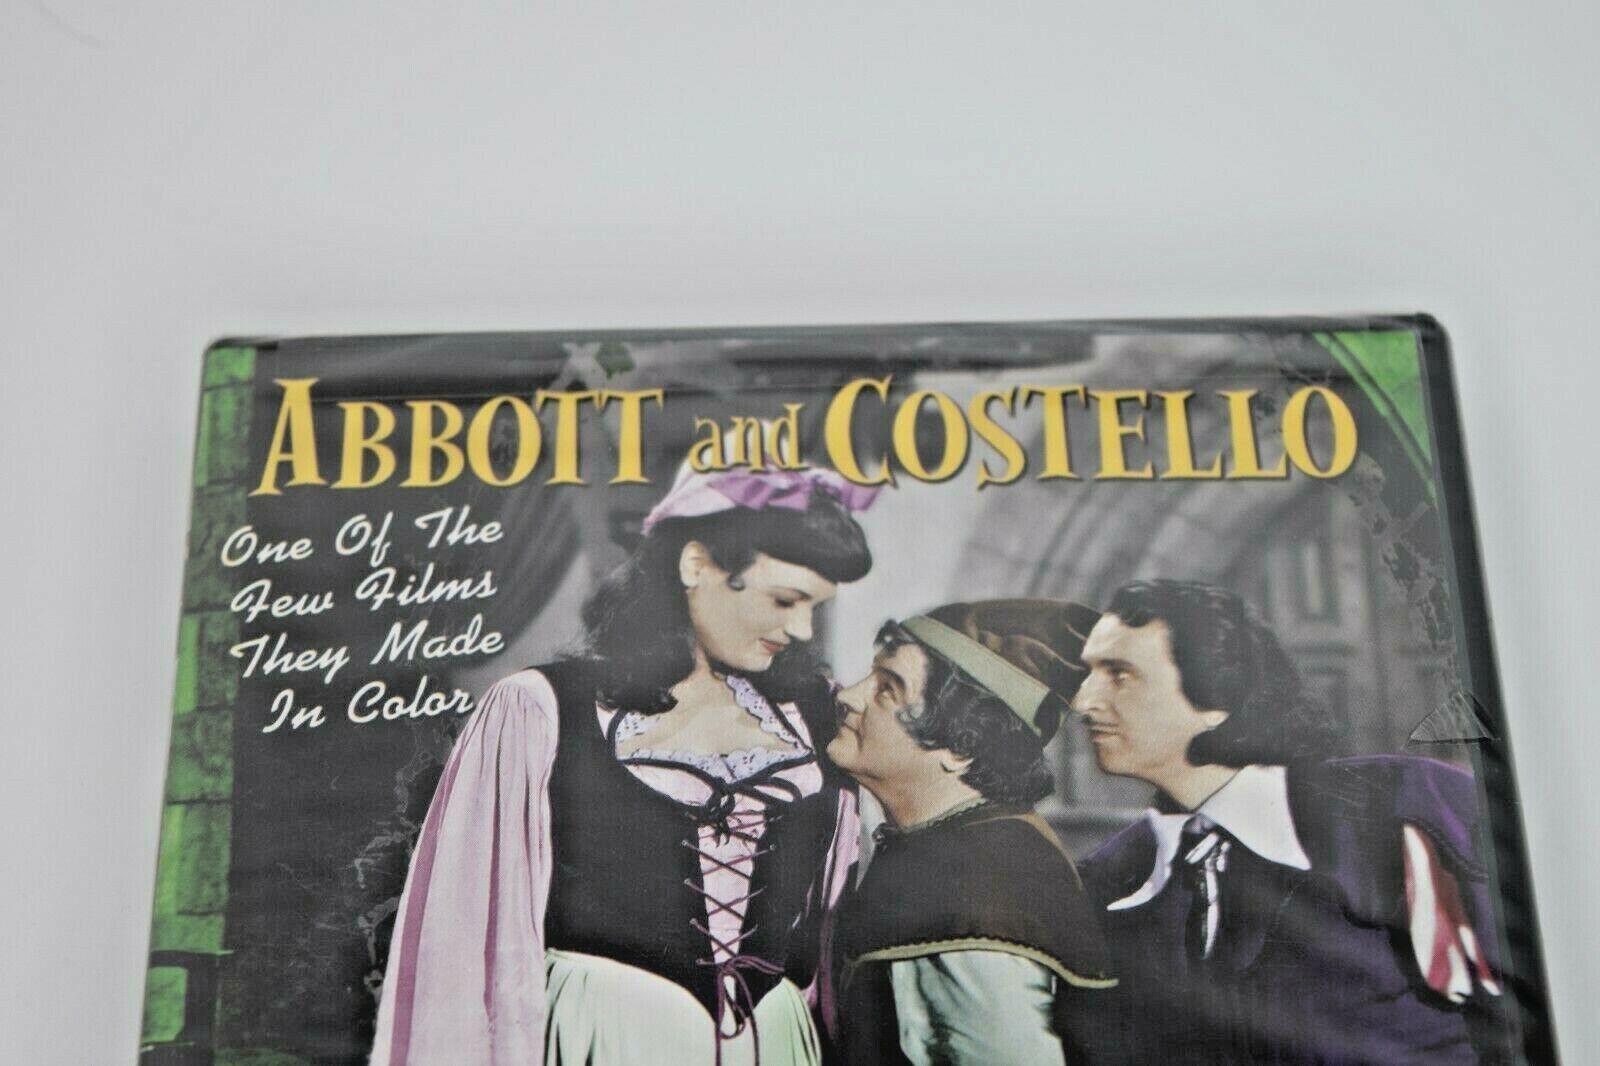 ABBOTT and COSTELLO
One Of The
Few Films
They Made
In Color